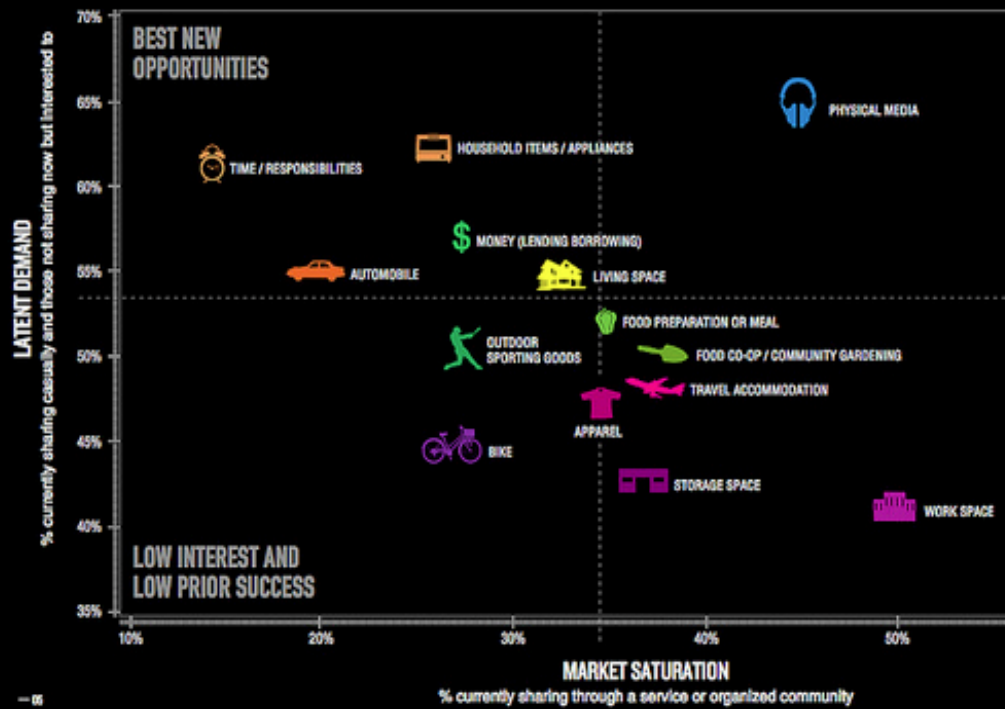 70%
BEST NEW
OPPORTUNITIES
65%
PHYSICAL MEDIA
HOUSEHOLD ITEMS / APPLIANCES
TIME / RESPONSIBILITIES
60%
$
MONEY (LENDING BORROWING)
55%
AUTOMOBILE
LIVING SPACE
FOOD PREPARATION OR MEAL
OUTDOOR
SPORTING GOODS
50%
FOOD CO-OP / COMMUNITY GARDENING
TRAVEL ACCOMMODATION
APPAREL
45%
BIKE
STORAGE SPACE
WORK SPACE
40%
LOW INTEREST AND
LOW PRIOR SUCCESS
35%
LATENT DEMAND
% currently sharing casually and those not sharing now but interested to
10%
20%
30%
40%
50%
MARKET SATURATION
% currently sharing through a service or organized community
— 05